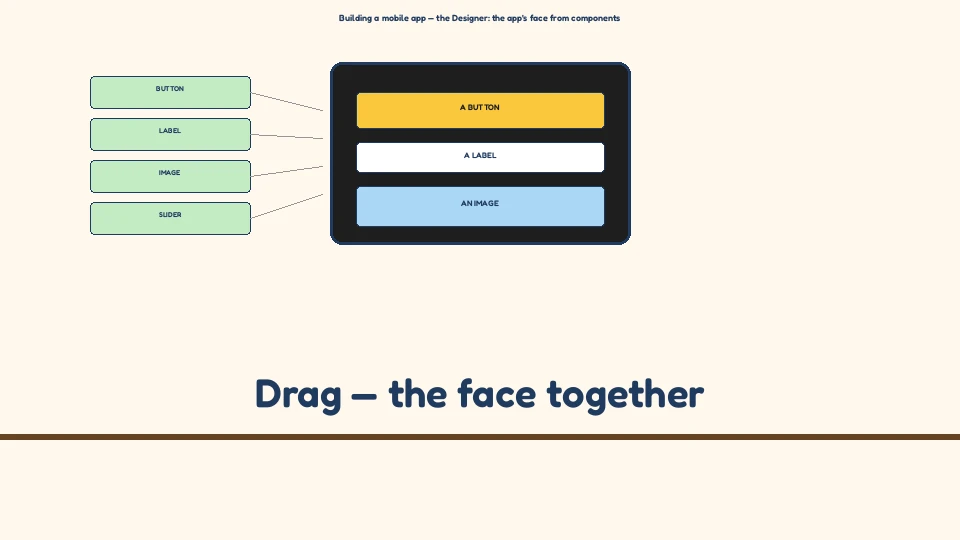 Building a mobile app — the Designer: the app's face from components
BUTTON
LABEL
IMAGE
SLIDER
A BUTTON
A LABEL
AN IMAGE
Drag — the face together